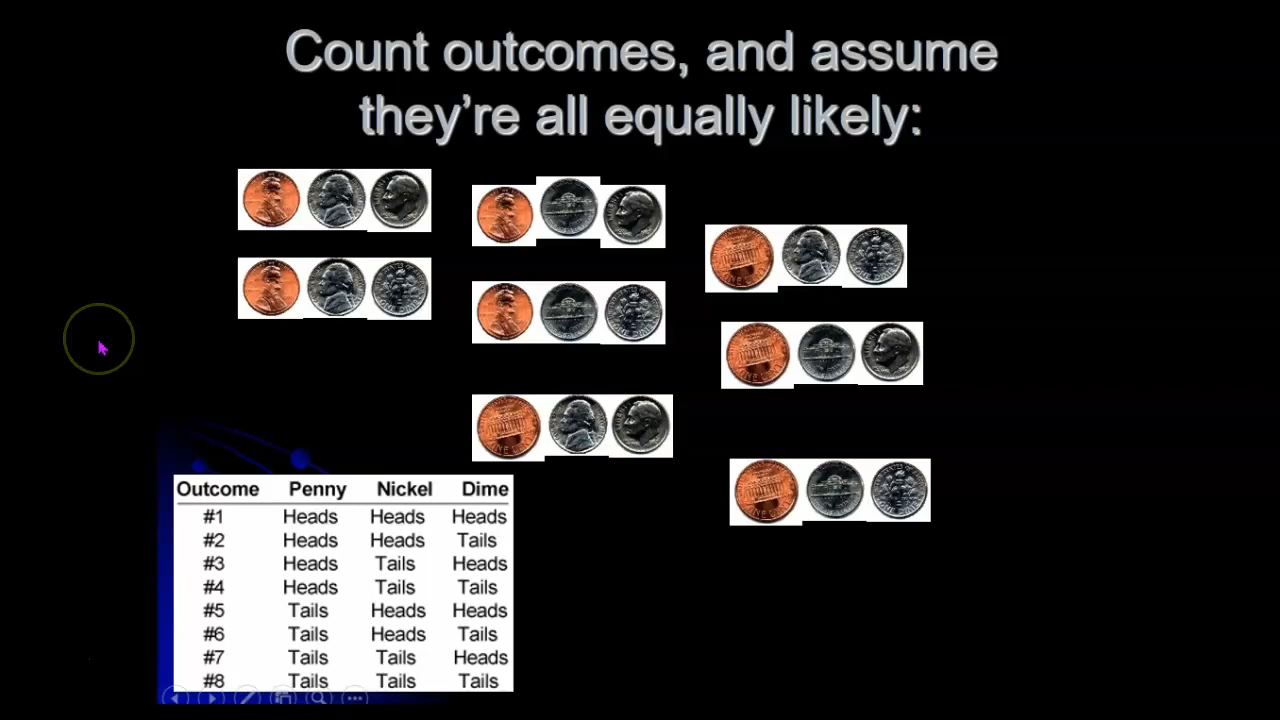 Count outcomes, and assume
they're all equally likely:
Outcome Penny Nickel Dime
#1 Heads Heads Heads
#2 Heads Heads Tails
#3 Heads Tails Heads
#4 Heads Tails Tails
#5 Tails Heads Heads
#6 Tails Heads Tails
#7 Tails Tails Heads
#8 Tails Tails Tails